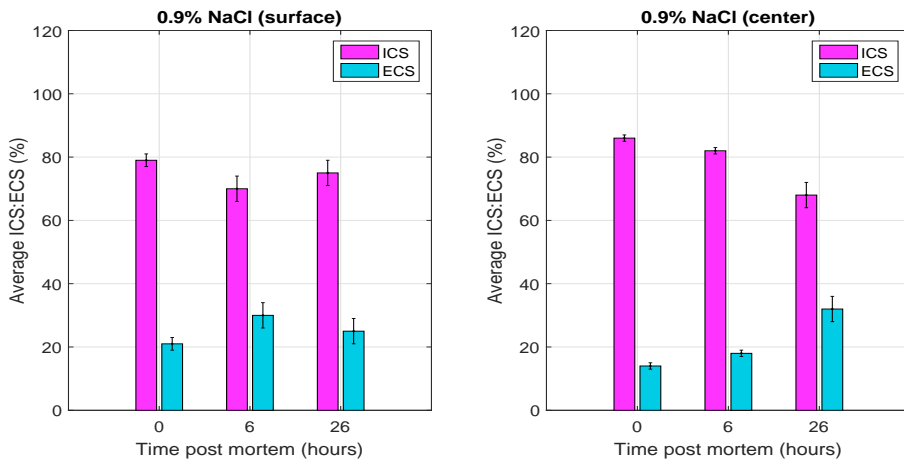 0.9% NaCl (surface)
120
100
80
60
40
20
0
Average ICS:ECS (%)
ICS
ECS
0 6 26
Time post mortem (hours)
0.9% NaCl (center)
120
100
80
60
40
20
0
Average ICS:ECS (%)
ICS
ECS
0 6 26
Time post mortem (hours)